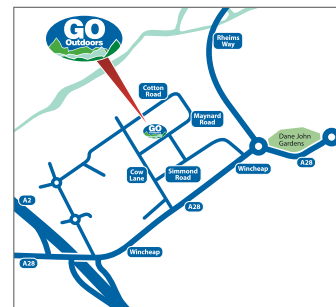 GO
Outdoors
Rheims
Way
Cotton
Road
Maynard
Road
GO
Outdoors
Dane John
Gardens
Cow
Lane
Simmond
Road
Wincheap
A28
A28
A2
Wincheap
A28